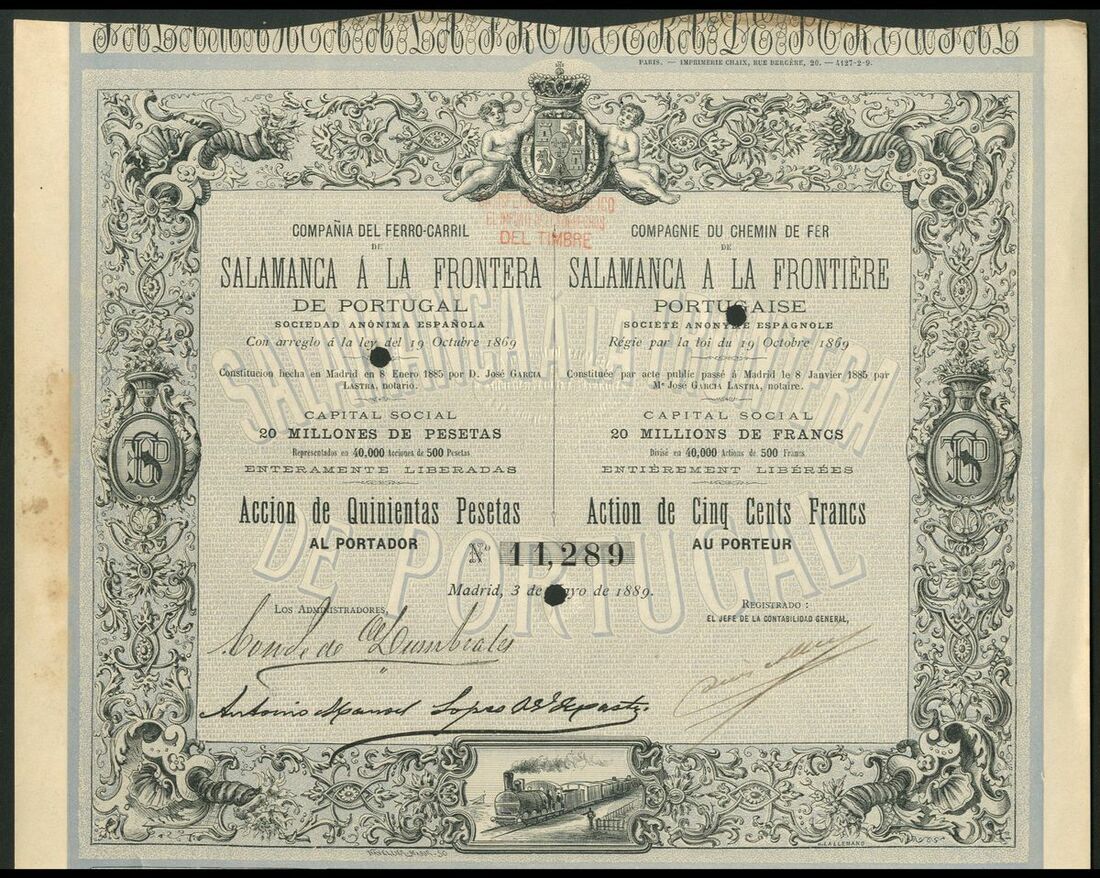 PARIS. — IMPRIMERIE CHAIX, RUE BERGÈRE, 20. — 4127-2-9.
DEL TIMBRE
COMPAÑIA DEL FERRO-CARRIL
DE
SALAMANCA Á LA FRONTERA
DE PORTUGAL
SOCIEDAD ANÓNIMA ESPAÑOLA
Con arreglo á la ley del 19 Octubre 1869
Constitucion hecha en Madrid en 8 Enero 1885 por D. José GARCIA
LASTRA, notario.
CAPITAL SOCIAL
20 MILLONES DE PESETAS
Representados en 40,000 Acciones de 500 Pesetas
ENTERAMENTE LIBERADAS
Accion de Quinientas Pesetas
AL PORTADOR
COMPAGNIE DU CHEMIN DE FER
DE
SALAMANCA A LA FRONTIÈRE
PORTUGAISE
SOCIÉTÉ ANONYME ESPAGNOLE
Régie par la loi du 19 Octobre 1869
Constituée par acte public passé á Madrid le 8 Janvier 1885 par
Me José GARCIA LASTRA, notaire.
CAPITAL SOCIAL
20 MILLIONS DE FRANCS
Divisé en 40,000 Actions de 500 Francs
ENTIÈREMENT LIBÉRÉES
Action de Cinq Cents Francs
AU PORTEUR
SALAMANCA Á LA FRONTERA
DE PORTUGAL
Nº 11,289
Madrid, 3 de Mayo de 1889.
LOS ADMINISTRADORES,
REGISTRADO :
EL JEFE DE LA CONTABILIDAD GENERAL,
Antonio Manuel Lopes
LALLEMAND